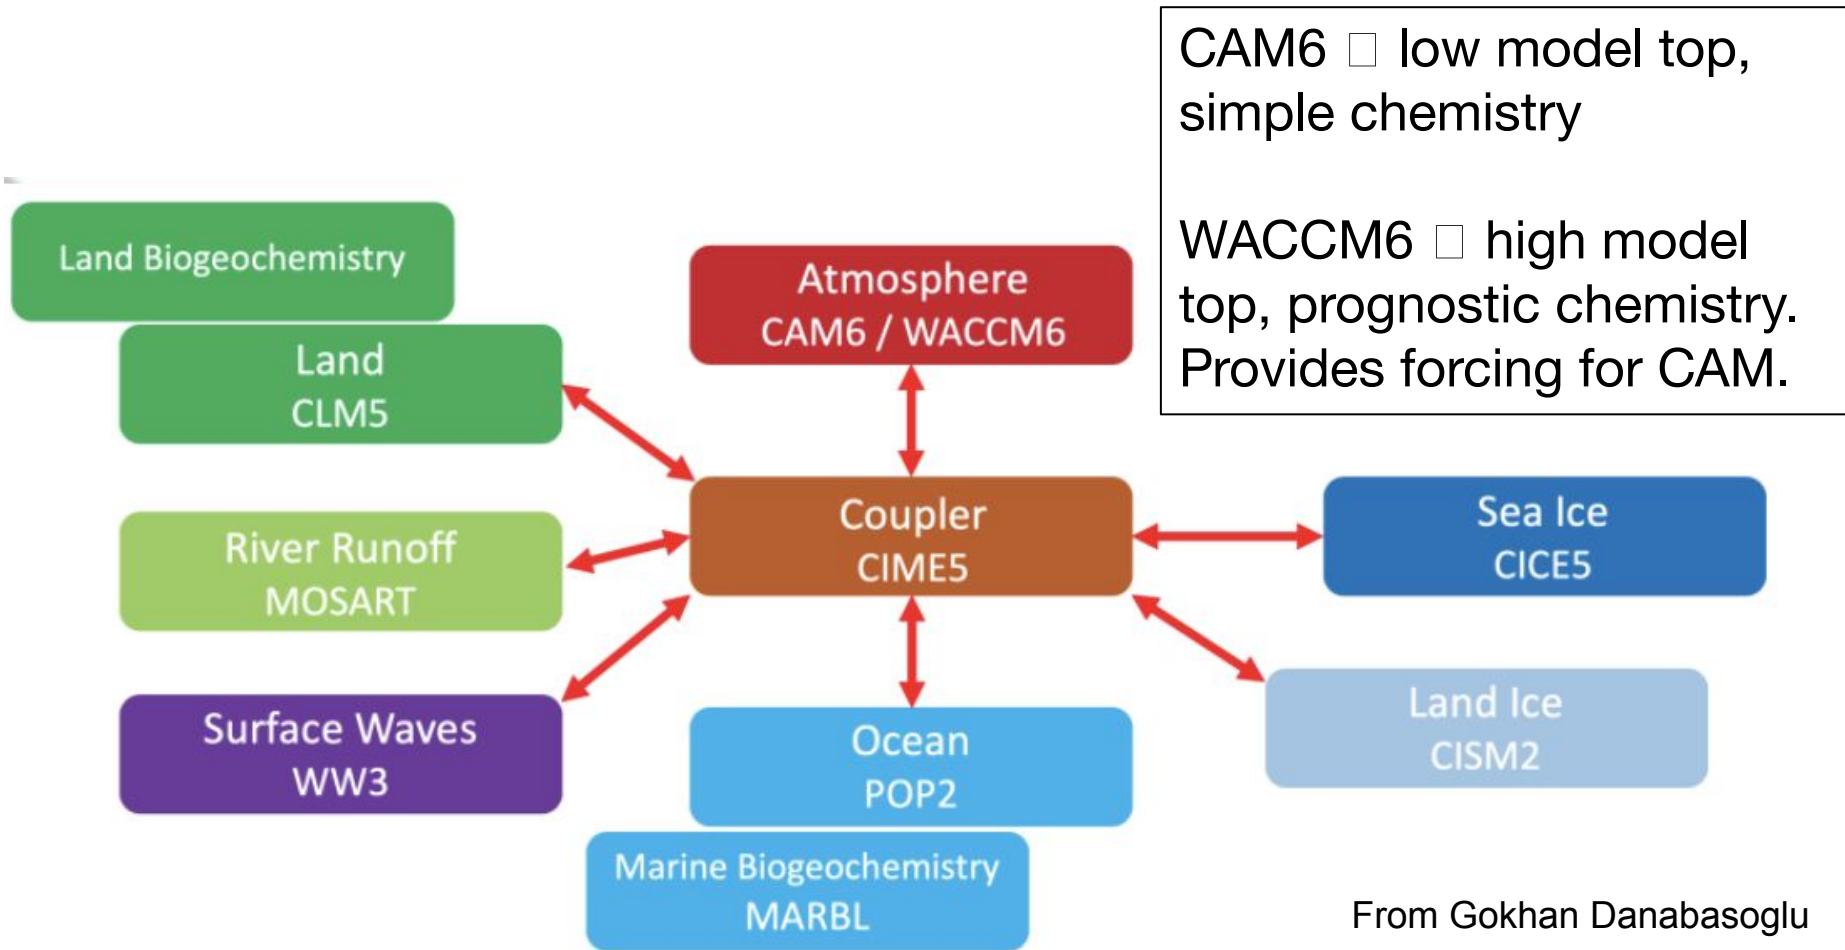 CAM6 □ low model top,
simple chemistry
WACCM6 □ high model
top, prognostic chemistry.
Provides forcing for CAM.
Land Biogeochemistry
Land
CLM5
Atmosphere
CAM6 / WACCM6
River Runoff
MOSART
Coupler
CIME5
Sea Ice
CICE5
Surface Waves
WW3
Ocean
POP2
Land Ice
CISM2
Marine Biogeochemistry
MARBL
From Gokhan Danabasoglu